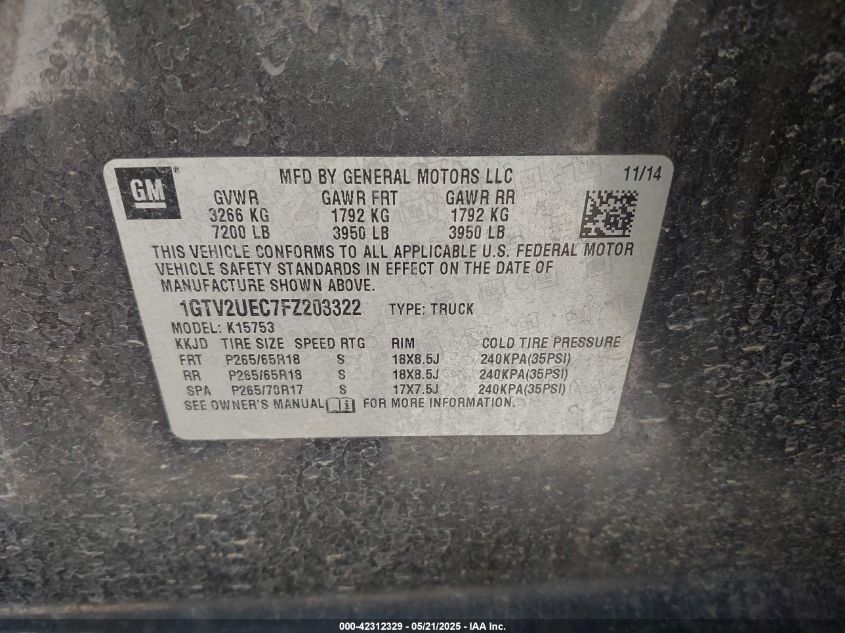 GM ®
MFD BY GENERAL MOTORS LLC 11/14
GVWR GAWR FRT GAWR RR
3266 KG 1792 KG 1792 KG
7200 LB 3950 LB 3950 LB
THIS VEHICLE CONFORMS TO ALL APPLICABLE U.S. FEDERAL MOTOR
VEHICLE SAFETY STANDARDS IN EFFECT ON THE DATE OF
MANUFACTURE SHOWN ABOVE.
1GTV2UEC7FZ203322 TYPE: TRUCK
MODEL: K15753
KKJD TIRE SIZE SPEED RTG RIM COLD TIRE PRESSURE
FRT P265/65R18 S 18X8.5J 240KPA(35PSI)
RR P265/65R18 S 18X8.5J 240KPA(35PSI)
SPA P265/70R17 S 17X7.5J 240KPA(35PSI)
SEE OWNER'S MANUAL FOR MORE INFORMATION.
000-42312329 - 05/21/2025 - IAA Inc.